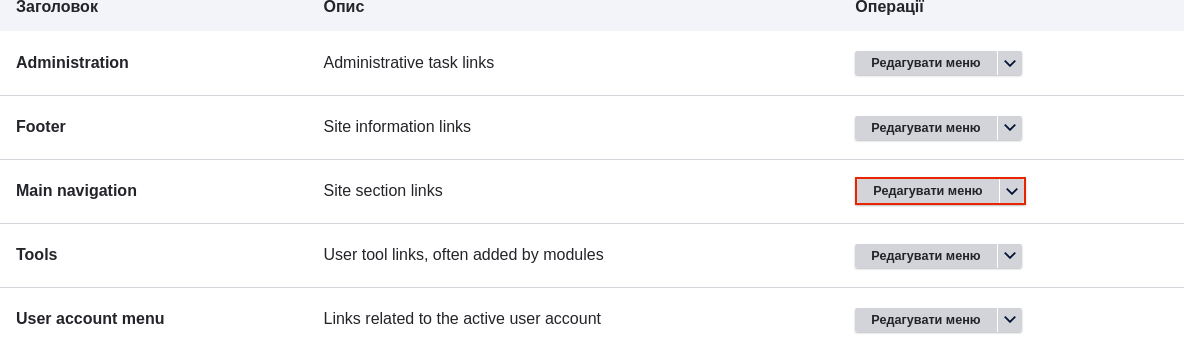 Заголовок Опис Операції
Administration Administrative task links Редагувати меню
Footer Site information links Редагувати меню
Main navigation Site section links Редагувати меню
Tools User tool links, often added by modules Редагувати меню
User account menu Links related to the active user account Редагувати меню